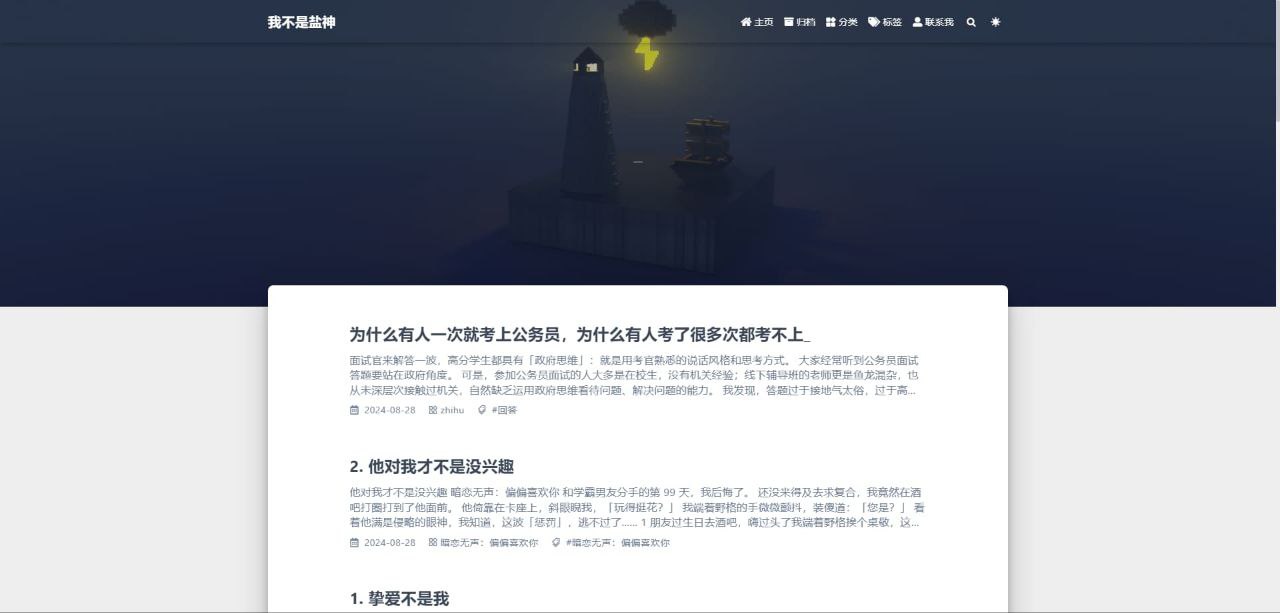 我不是盐神
主页 归档 分类 标签 联系我
为什么有人一次就考上公务员，为什么有人考了很多次都考不上_
面试官来解答一波，高分学生都具有「政府思维」：就是用考官熟悉的说话风格和思考方式。 大家经常听到公务员面试
答题要站在政府角度。 可是，参加公务员面试的人大多是在校生，没有机关经验；线下辅导班的老师更是鱼龙混杂，也
从未深层次接触过机关，自然缺乏运用政府思维看待问题、解决问题的能力。 我发现，答题过于接地气太俗，过于高...
2024-08-28 zhihu #回答
2. 他对我才不是没兴趣
他对我才不是没兴趣 暗恋无声：偏偏喜欢你 和学霸男友分手的第 99 天，我后悔了。 还没来得及去求复合，我竟然在酒
吧打圈打到了他面前。 他倚靠在卡座上，斜眼睨我，「玩得挺花？」 我端着野格的手微微颤抖，装傻道：「您是？」 看
着他满是侵略的眼神，我知道，这波「惩罚」，逃不过了...... 1 朋友过生日去酒吧，嗨过头了我端着野格挨个桌敬，这...
2024-08-28 暗恋无声：偏偏喜欢你 #暗恋无声：偏偏喜欢你
1. 挚爱不是我